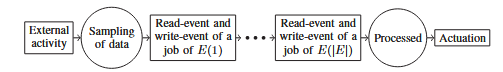 External
activity
Sampling
of data
Read-event and
write-event of a
job of E(1)
Read-event and
write-event of a
job of E(|E|)
Processed
Actuation